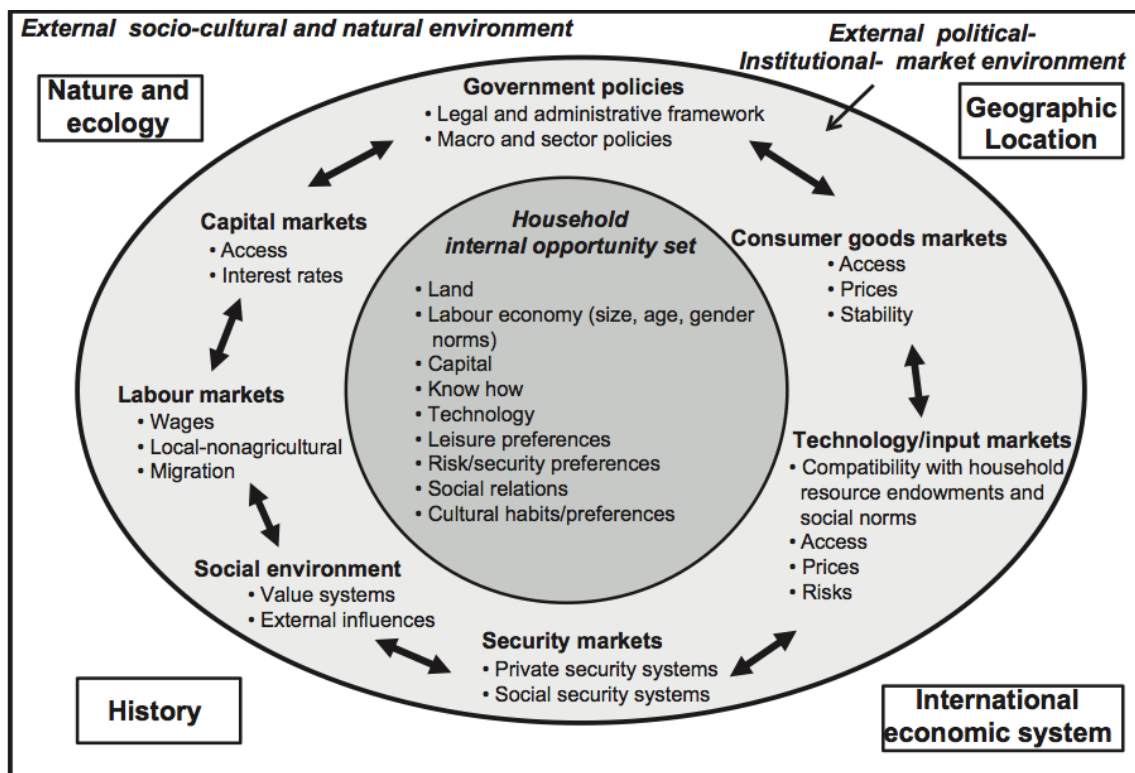 External socio-cultural and natural environment
External political-
Institutional- market environment
Nature and
ecology
Geographic
Location
Government policies
• Legal and administrative framework
• Macro and sector policies
Capital markets
• Access
• Interest rates
Household
internal opportunity set
• Land
• Labour economy (size, age, gender
norms)
• Capital
• Know how
• Technology
• Leisure preferences
• Risk/security preferences
• Social relations
• Cultural habits/preferences
Consumer goods markets
• Access
• Prices
• Stability
Labour markets
• Wages
• Local-nonagricultural
• Migration
Technology/input markets
• Compatibility with household
resource endowments and
social norms
• Access
• Prices
• Risks
Social environment
• Value systems
• External influences
Security markets
• Private security systems
• Social security systems
History
International
economic system